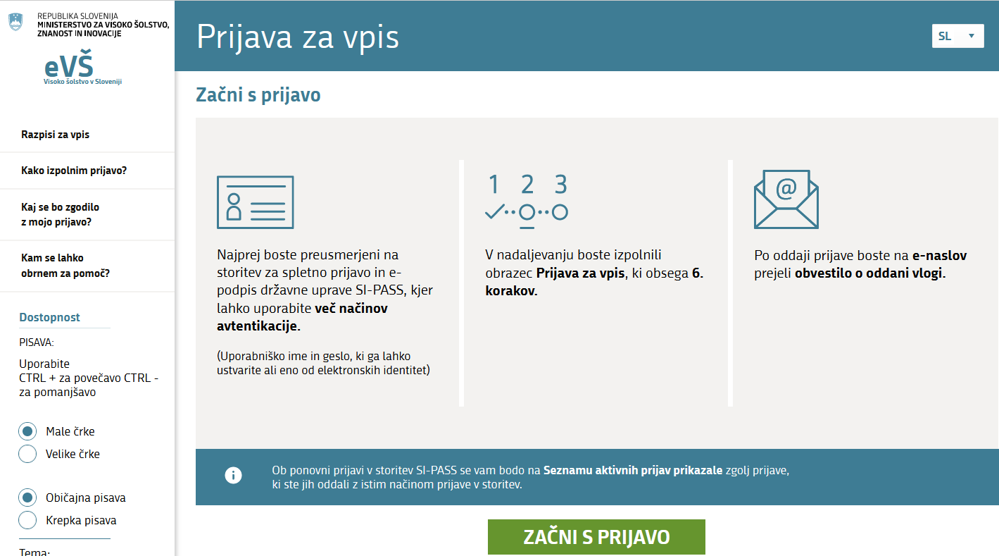 REPUBLIKA SLOVENIJA
MINISTRSTVO ZA VISOKO ŠOLSTVO,
ZNANOST IN INOVACIJE
eVŠ
Visoko šolstvo v Sloveniji
Razpisi za vpis
Kako izpolnim prijavo?
Kaj se bo zgodilo
z mojo prijavo?
Kam se lahko
obrnem za pomoč?
Dostopnost
PISAVA:
Uporabite
CTRL + za povečavo CTRL -
za pomanjšavo
Male črke
Velike črke
Običajna pisava
Krepka pisava
Tema:
Prijava za vpis
SL
Začni s prijavo
Najprej boste preusmerjeni na
storitev za spletno prijavo in e-
podpis državne uprave SI-PASS, kjer
lahko uporabite več načinov
avtentikacije.
(Uporabniško ime in geslo, ki ga lahko
ustvarite ali eno od elektronskih identitet)
1 2 3
V nadaljevanju boste izpolnili
obrazec Prijava za vpis, ki obsega 6.
korakov.
@
Po oddaji prijave boste na e-naslov
prejeli obvestilo o oddani vlogi.
Ob ponovni prijavi v storitev SI-PASS se vam bodo na Seznamu aktivnih prijav prikazale zgolj prijave,
ki ste jih oddali z istim načinom prijave v storitev.
ZAČNI S PRIJAVO